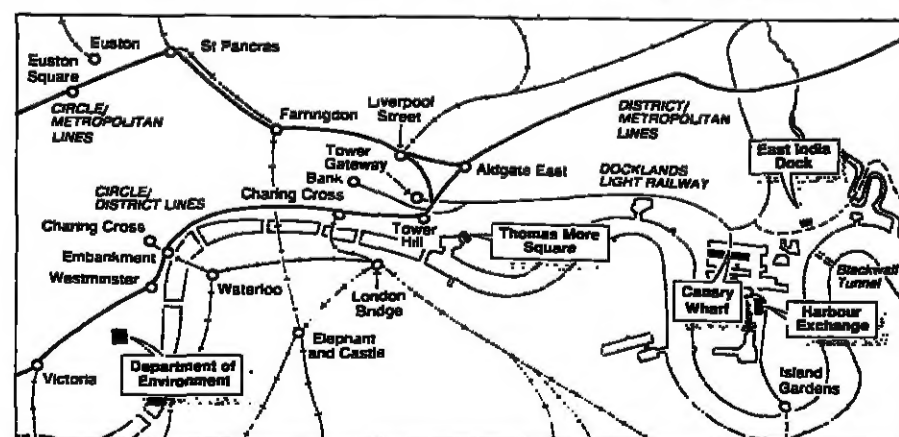 Euston
St Pancras
Euston
Square
CIRCLE/
METROPOLITAN
LINES
Farringdon
Liverpool
Street
DISTRICT/
METROPOLITAN
LINES
East India
Dock
Tower
Gateway
Bank
Aldgate East
DOCKLANDS
LIGHT RAILWAY
CIRCLE/
DISTRICT LINES
Charing Cross
Charing Cross
Tower
Hill
Thomas More
Square
Embankment
Westminster
Waterloo
London
Bridge
Canary
Wharf
Blackwall
Tunnel
Harbour
Exchange
Elephant
and Castle
Victoria
Department of
Environment
Island
Gardens